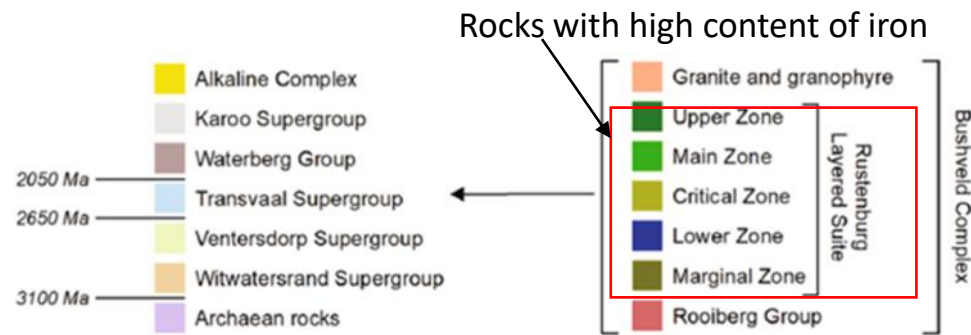 Rocks with high content of iron
Alkaline Complex
Karoo Supergroup
Waterberg Group
2050 Ma
Transvaal Supergroup
2650 Ma
Ventersdorp Supergroup
Witwatersrand Supergroup
3100 Ma
Archaean rocks
Granite and granophyre
Upper Zone
Main Zone
Critical Zone
Lower Zone
Marginal Zone
Rooiberg Group
Rustenburg
Layered Suite
Bushveld Complex